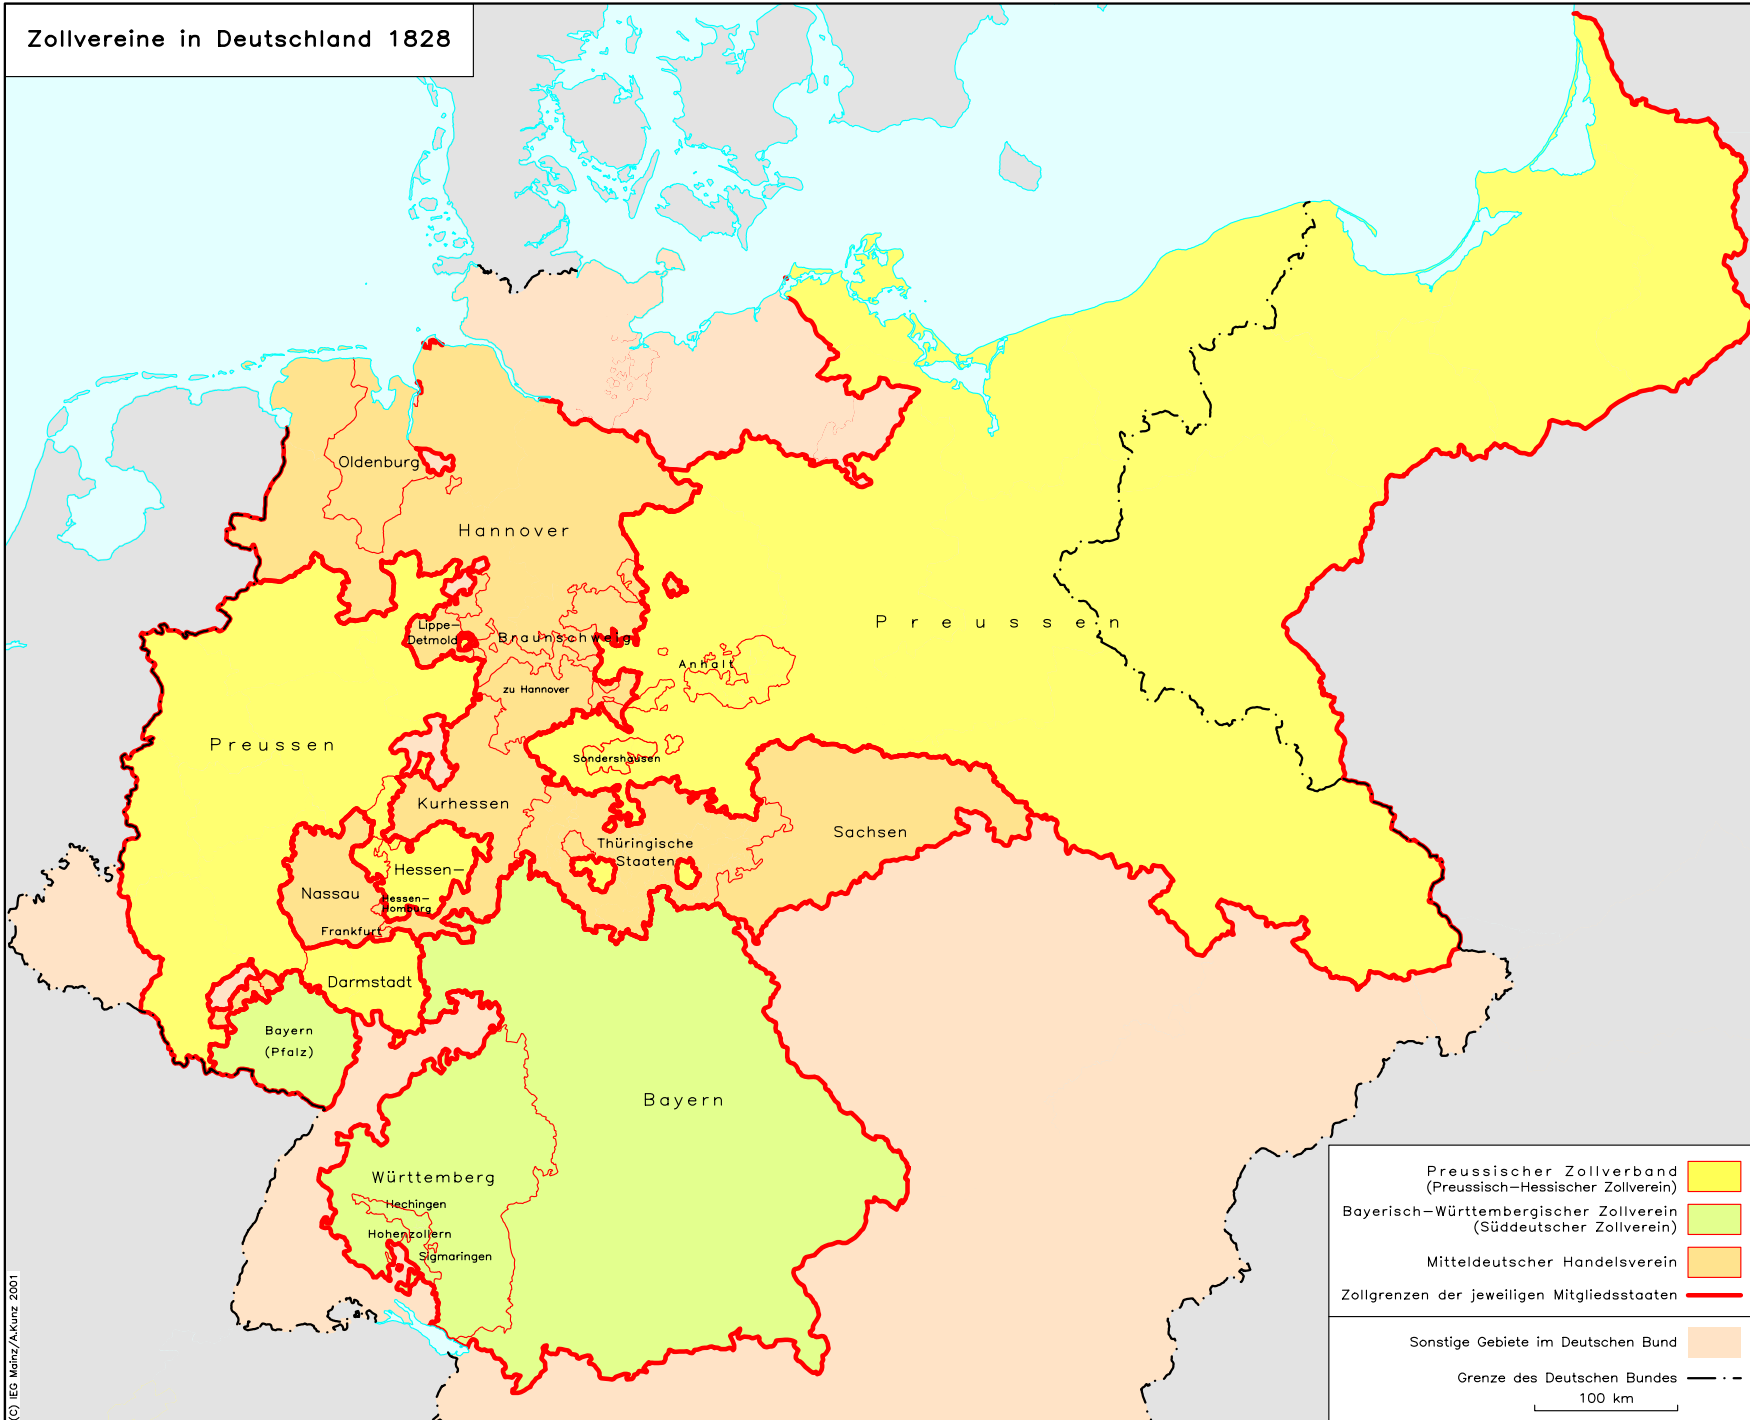 Zollvereine in Deutschland 1828
Oldenburg
Hannover
Lippe-
Detmold
Braunschweig
Preussen
Anhalt
zu Hannover
Preussen
Sondershausen
Kurhessen
Sachsen
Thüringische
Staaten
Hessen-
Nassau
Hessen-
Homburg
Frankfurt
Darmstadt
Bayern
(Pfalz)
Bayern
Württemberg
Hechingen
Hohenzollern
Sigmaringen
Preussischer Zollverband
(Preussisch-Hessischer Zollverein)
Bayerisch-Württembergischer Zollverein
(Süddeutscher Zollverein)
Mitteldeutscher Handelsverein
Zollgrenzen der jeweiligen Mitgliedsstaaten
Sonstige Gebiete im Deutschen Bund
Grenze des Deutschen Bundes
100 km
(C) IEG Mainz/A.Kunz 2001